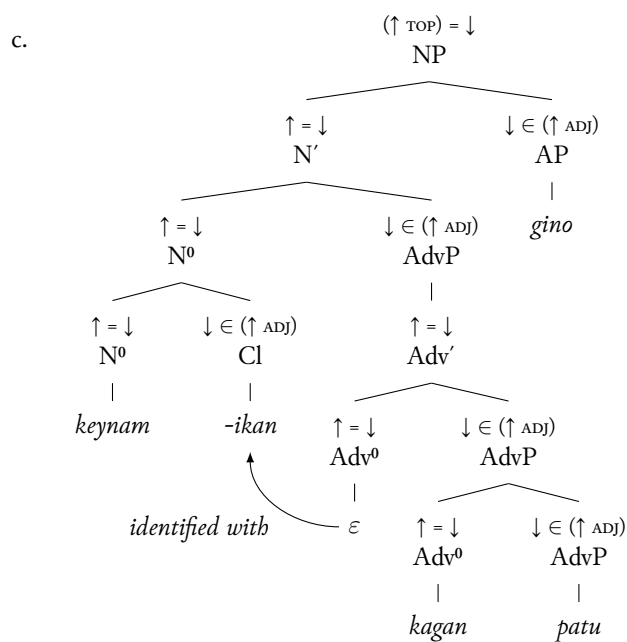 c.
(↑ TOP) = ↓
NP
↑ = ↓ ↓ ∈ (↑ ADJ)
N′ AP
gino
↑ = ↓ ↓ ∈ (↑ ADJ)
N⁰ AdvP
↑ = ↓ ↓ ∈ (↑ ADJ) ↑ = ↓
N⁰ Cl Adv′
keynam -ikan
↑ = ↓ ↓ ∈ (↑ ADJ)
Adv⁰ AdvP
identified with ε
↑ = ↓ ↓ ∈ (↑ ADJ)
Adv⁰ AdvP
kagan patu